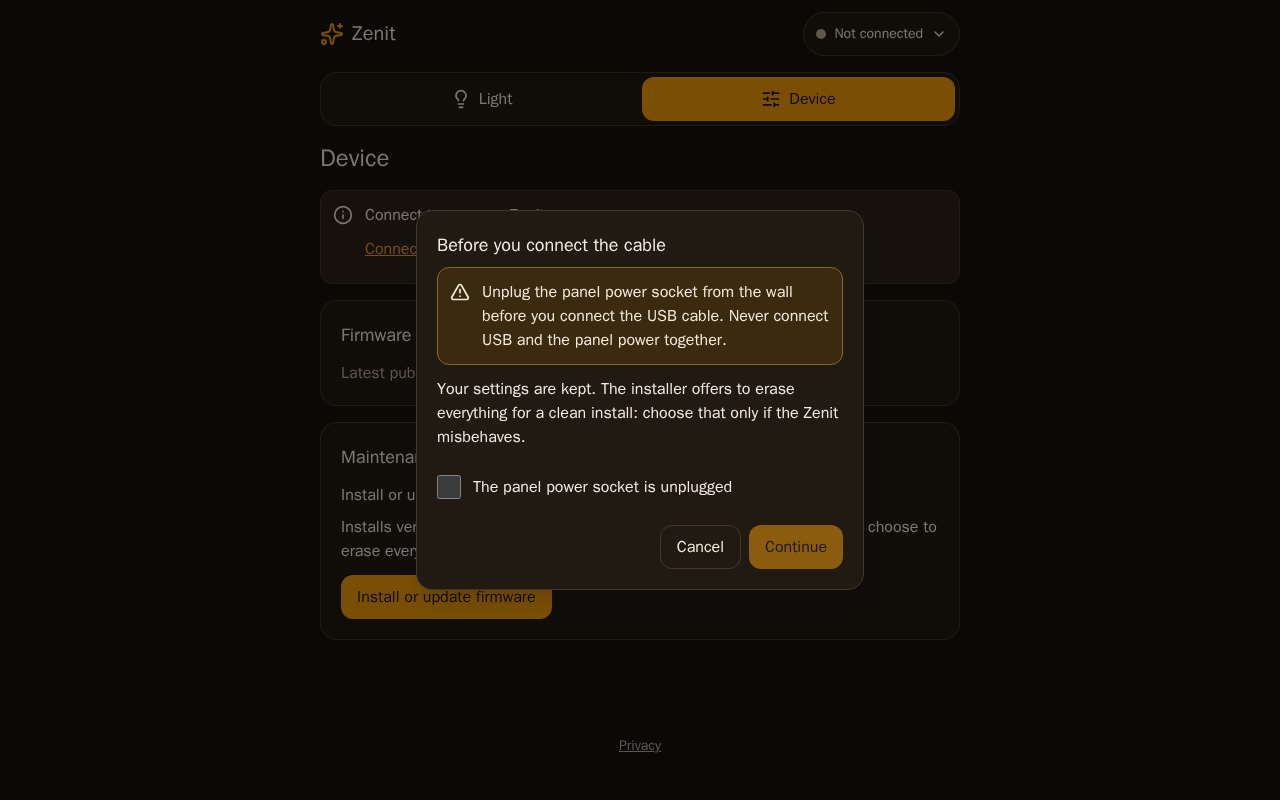 Zenit
Not connected
Light
Device
Device
Connect
Connec
Firmware
Latest pub
Maintena
Install or u
Installs ver
choose to
erase every
Install or update firmware
Before you connect the cable
Unplug the panel power socket from the wall
before you connect the USB cable. Never connect
USB and the panel power together.
Your settings are kept. The installer offers to erase
everything for a clean install: choose that only if the Zenit
misbehaves.
The panel power socket is unplugged
Cancel
Continue
Privacy